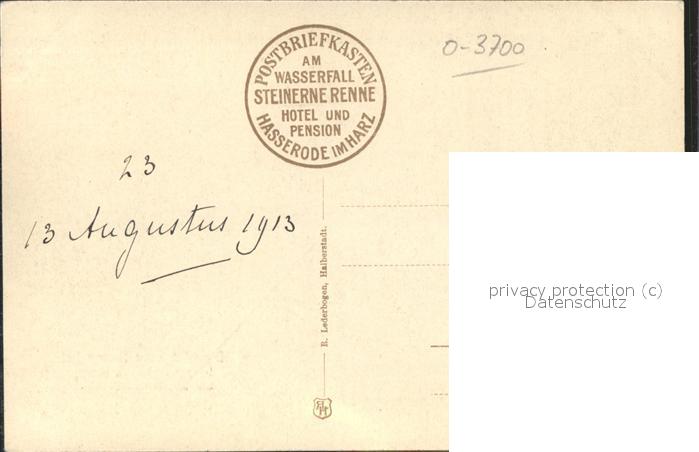 POSTBRIEFKASTEN
AM
WASSERFALL
STEINERNE RENNE
HOTEL UND
PENSION
HASSERODE IM HARZ
0-3700
23
13 Augustus 1913
R. Lederbogen, Halberstadt.
privacy protection (c)
Datenschutz